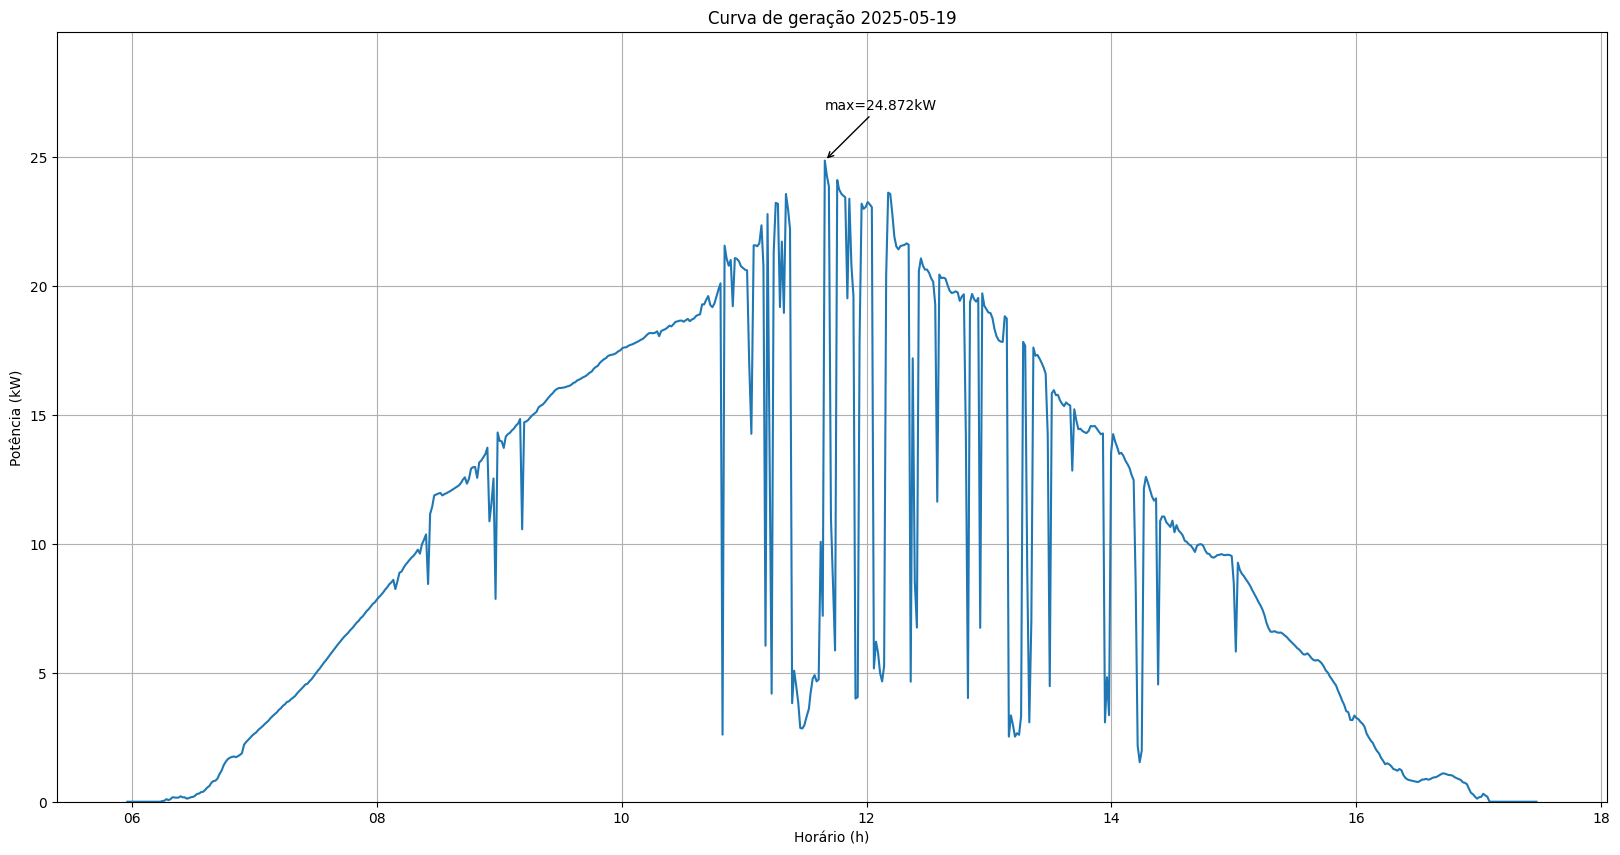 Curva de geração 2025-05-19
max=24.872kW
25
20
15
10
5
0
Potência (kW)
06 08 10 12 14 16 18
Horário (h)